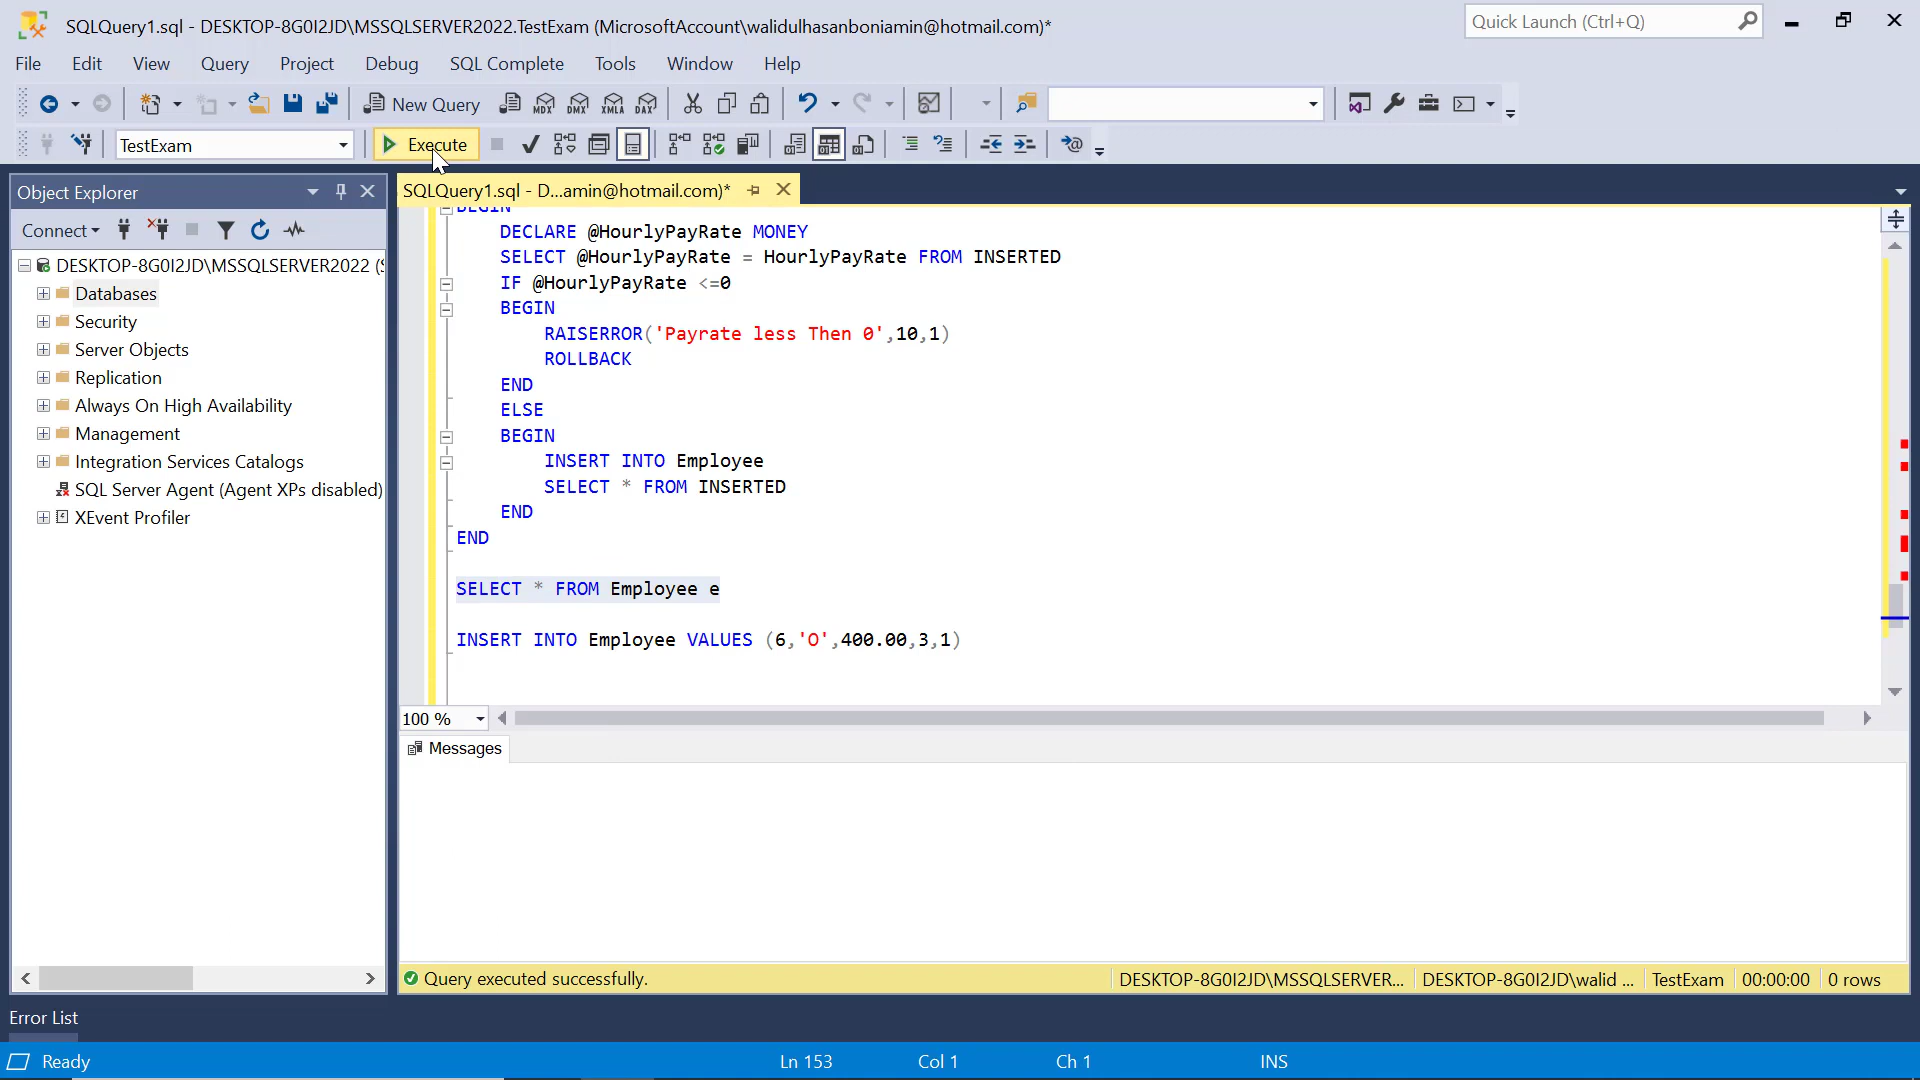 SQLQuery1.sql - DESKTOP-8G0I2JD\MSSQLSERVER2022.TestExam (MicrosoftAccount\walidulhasanboniamin@hotmail.com)*
Quick Launch (Ctrl+Q)
File Edit View Query Project Debug SQL Complete Tools Window Help
New Query MDX DMX XMLA DAX
TestExam Execute
Object Explorer
SQLQuery1.sql - D...amin@hotmail.com)*
Connect
DESKTOP-8G0I2JD\MSSQLSERVER2022 (S
Databases
Security
Server Objects
Replication
Always On High Availability
Management
Integration Services Catalogs
SQL Server Agent (Agent XPs disabled)
XEvent Profiler
BEGIN
DECLARE @HourlyPayRate MONEY
SELECT @HourlyPayRate = HourlyPayRate FROM INSERTED
IF @HourlyPayRate <=0
BEGIN
RAISERROR('Payrate less Then 0',10,1)
ROLLBACK
END
ELSE
BEGIN
INSERT INTO Employee
SELECT * FROM INSERTED
END
END
SELECT * FROM Employee e
INSERT INTO Employee VALUES (6,'O',400.00,3,1)
100 %
Messages
Query executed successfully. DESKTOP-8G0I2JD\MSSQLSERVER... DESKTOP-8G0I2JD\walid ... TestExam 00:00:00 0 rows
Error List
Ready Ln 153 Col 1 Ch 1 INS